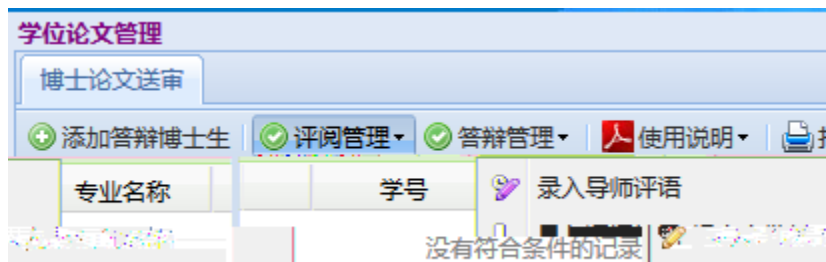 学位论文管理
博士论文送审
添加答辩博士生 评阅管理 答辩管理 使用说明
专业名称 学号 录入导师评语
没有符合条件的记录